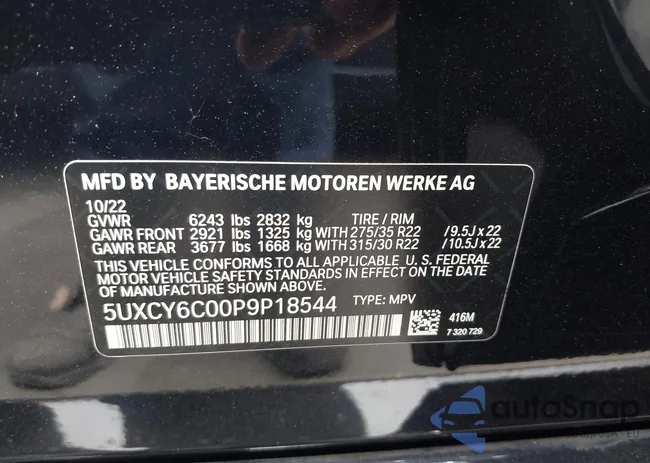 MFD BY BAYERISCHE MOTOREN WERKE AG
10/22
GVWR 6243 lbs 2832 kg TIRE / RIM
GAWR FRONT 2921 lbs 1325 kg WITH 275/35 R22 /9.5J x 22
GAWR REAR 3677 lbs 1668 kg WITH 315/30 R22 /10.5J x 22
THIS VEHICLE CONFORMS TO ALL APPLICABLE U. S. FEDERAL
MOTOR VEHICLE SAFETY STANDARDS IN EFFECT ON THE DATE
OF MANUFACTURE SHOWN ABOVE.
5UXCY6C00P9P18544 TYPE: MPV
416M
7 320 729
autoSnap